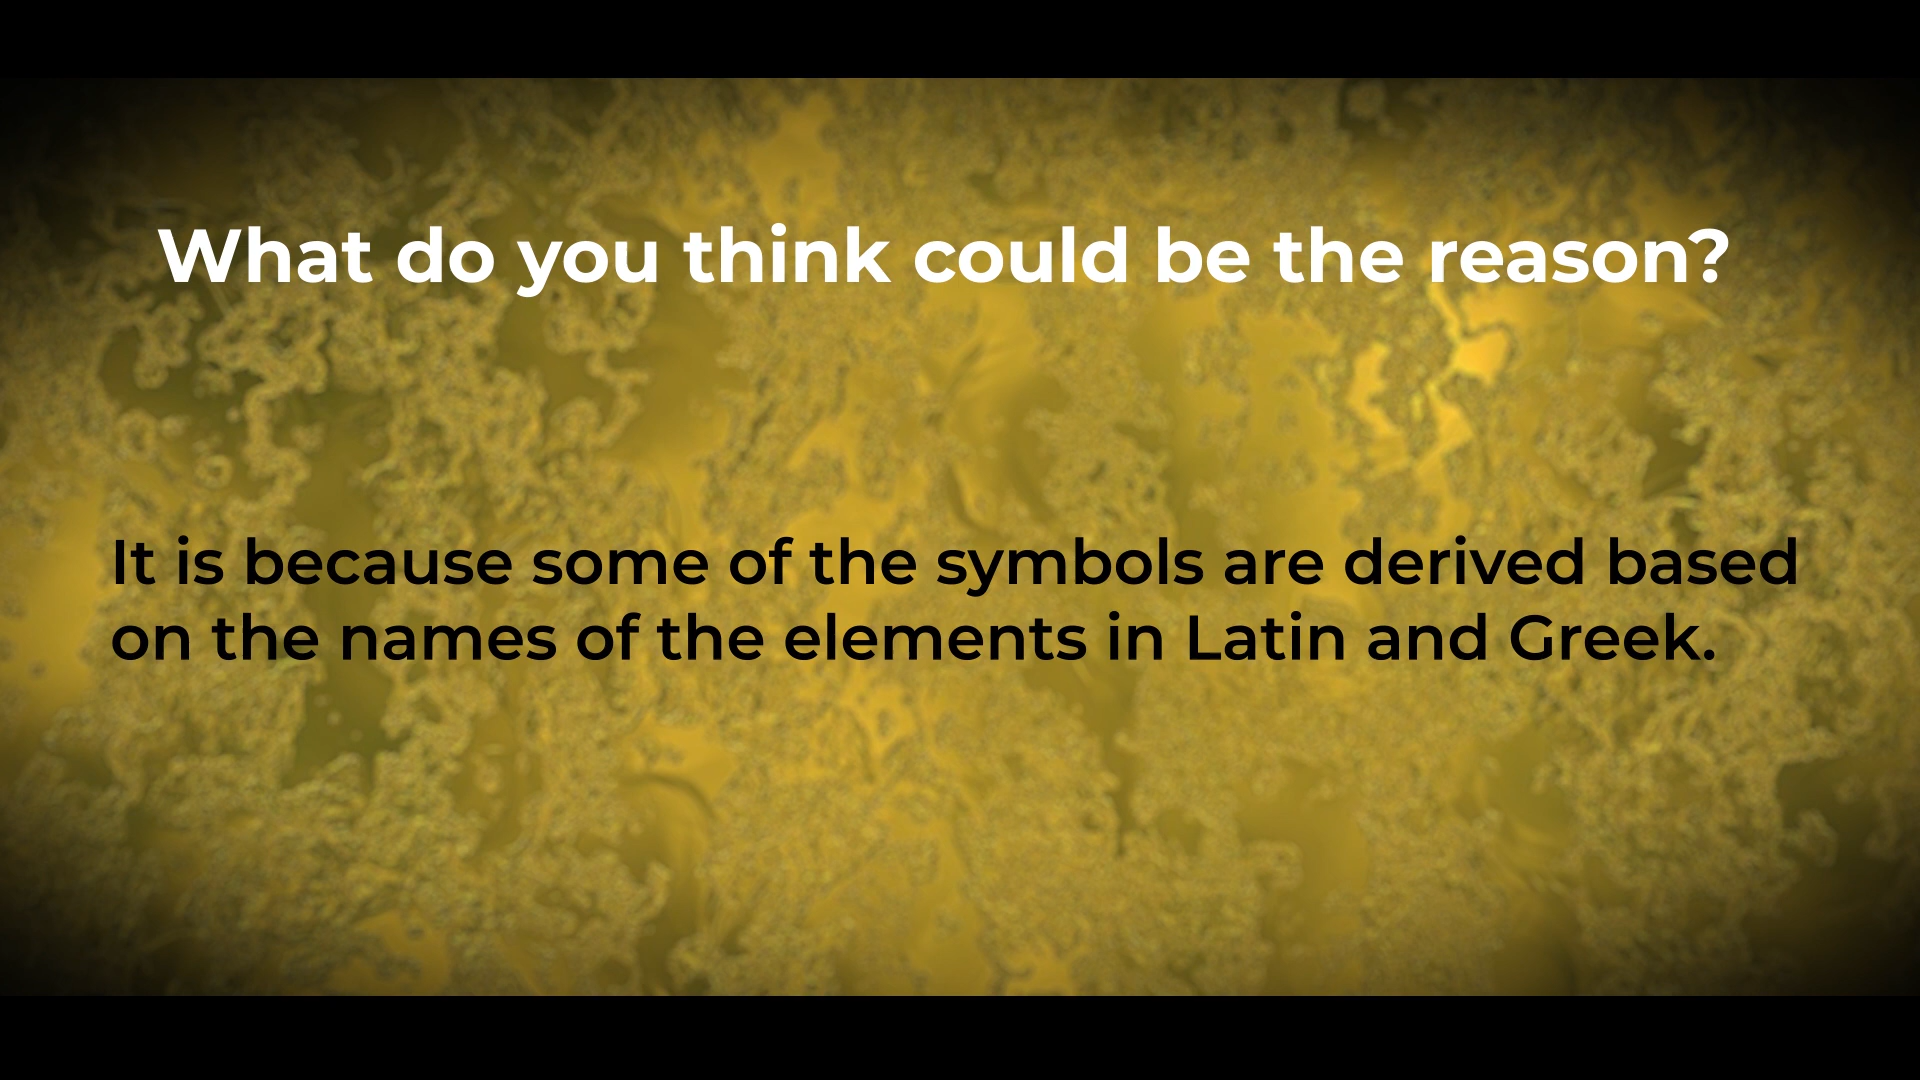 What do you think could be the reason?
It is because some of the symbols are derived based
on the names of the elements in Latin and Greek.